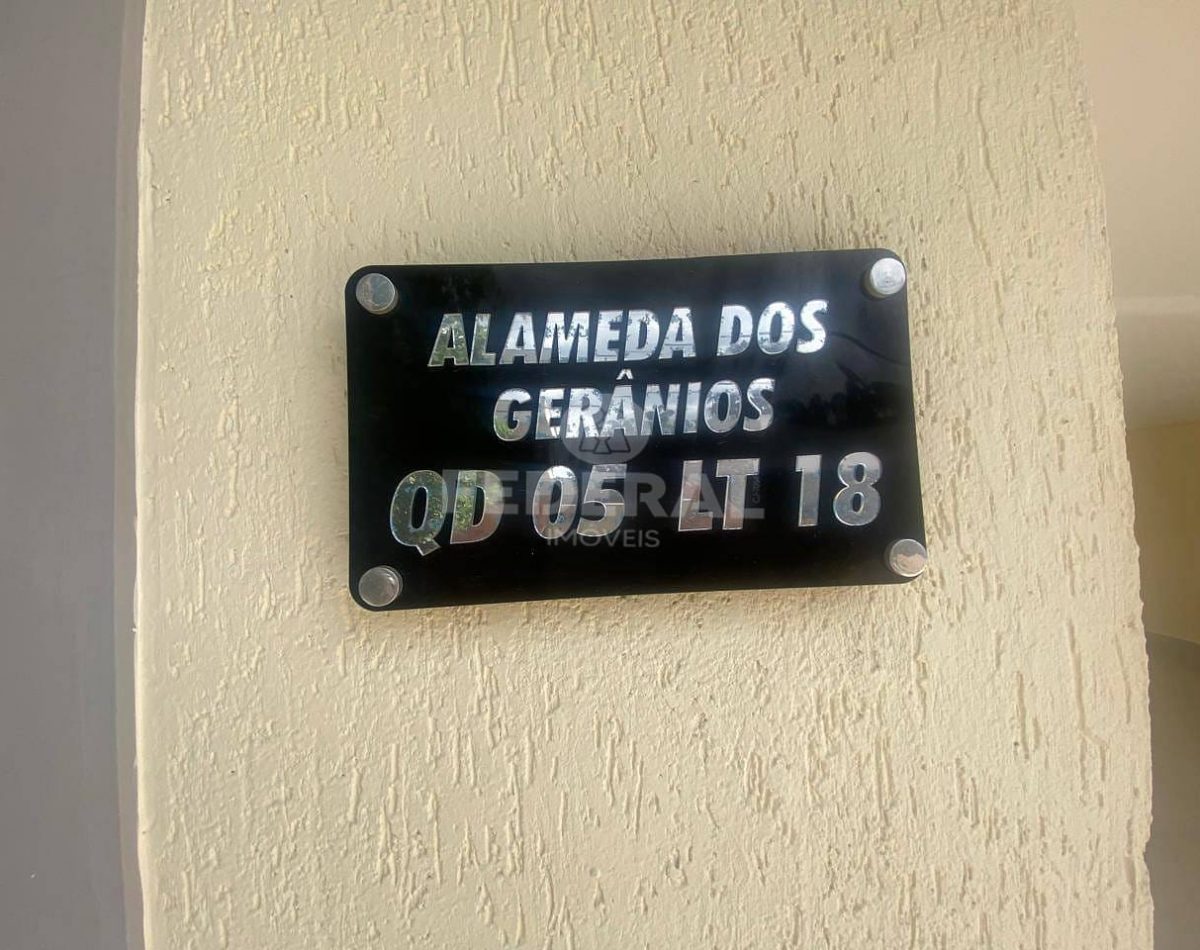 ALAMEDA DOS
GERÂNIOS
QD 05 LT 18
FEDERAL
IMÓVEIS